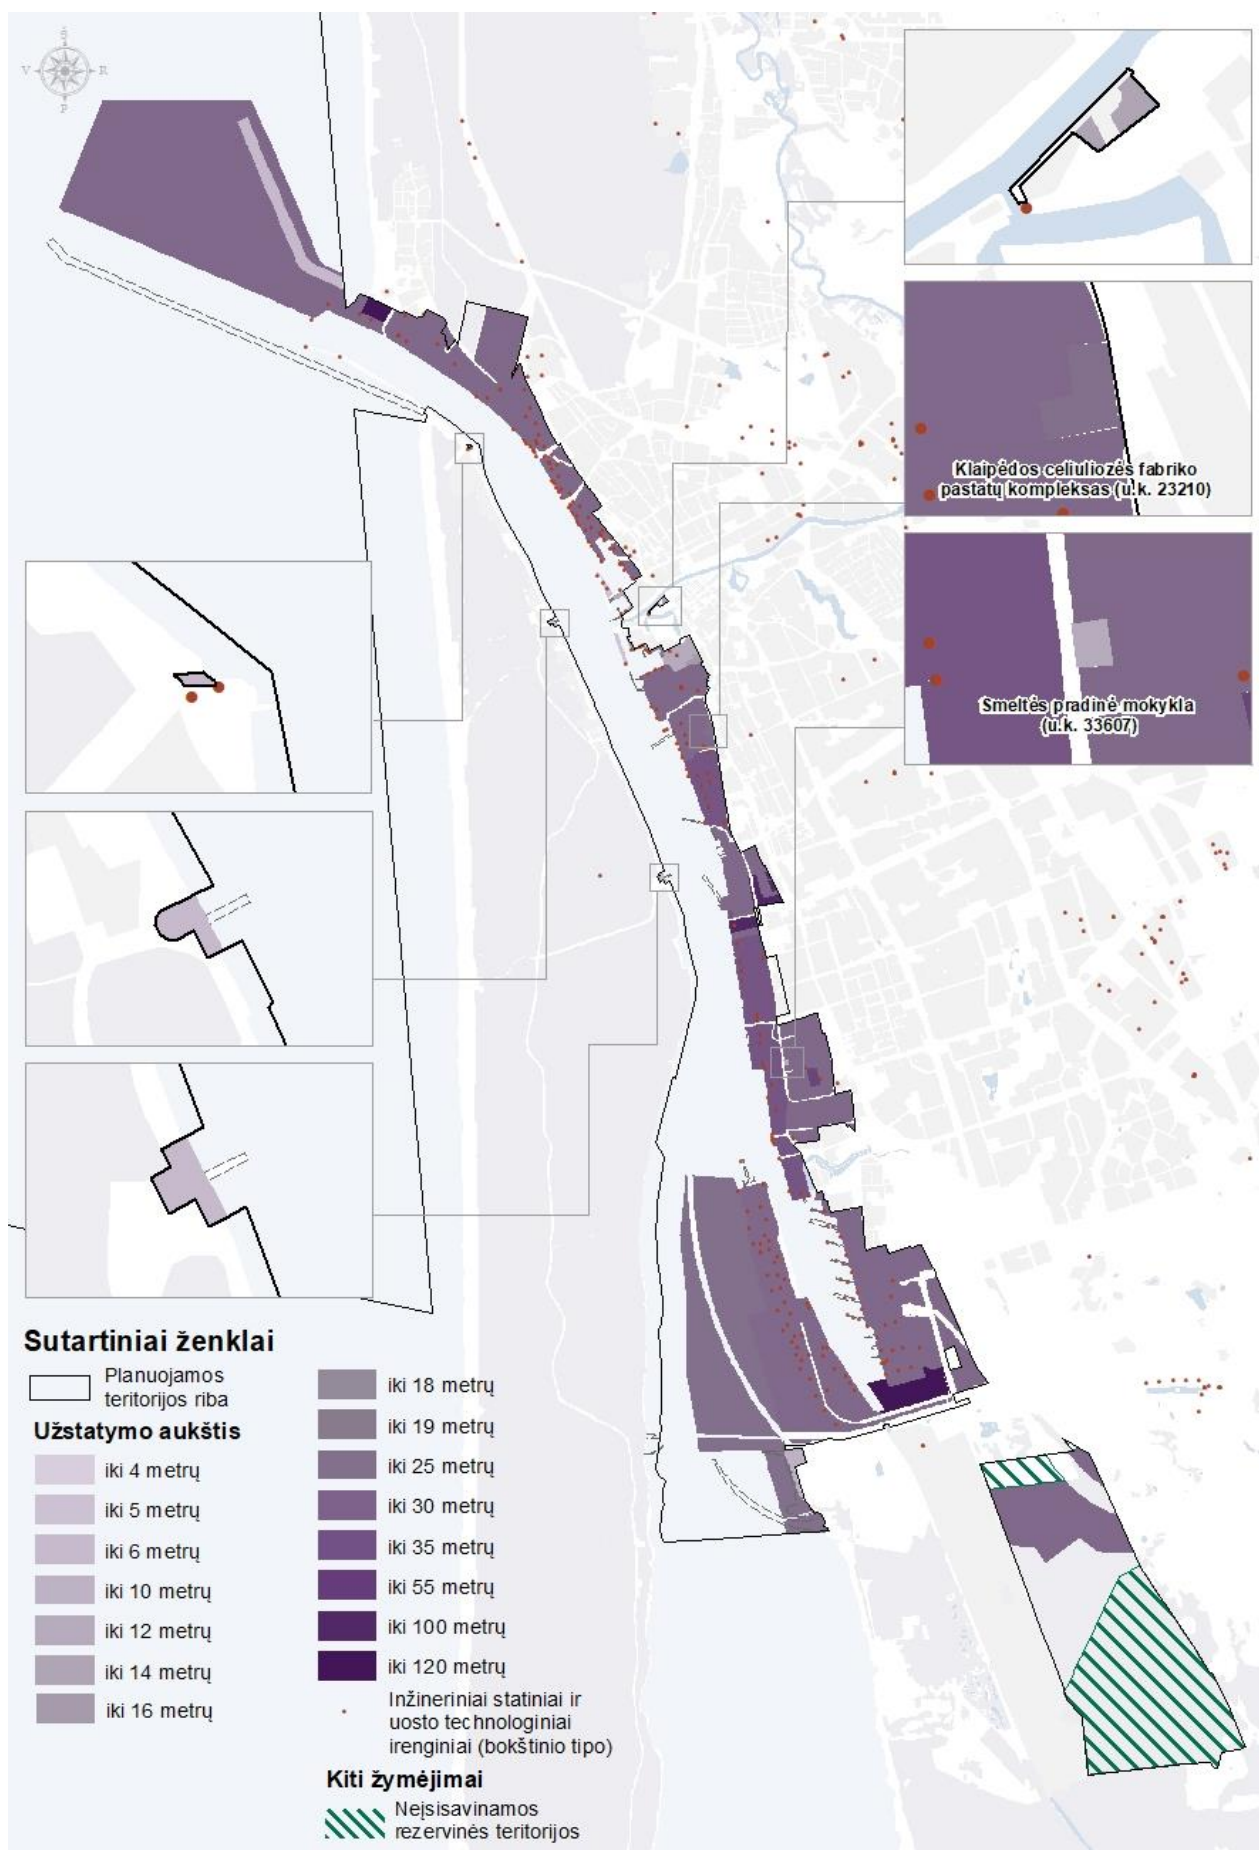 Š
V
R
P
Klaipėdos celiuliozės fabriko
pastatų kompleksas (u.k. 23210)
Smeltės pradinė mokykla
(u.k. 33607)
Sutartiniai ženklai
Planuojamos
teritorijos riba
Užstatymo aukštis
iki 4 metrų
iki 5 metrų
iki 6 metrų
iki 10 metrų
iki 12 metrų
iki 14 metrų
iki 16 metrų
iki 18 metrų
iki 19 metrų
iki 25 metrų
iki 30 metrų
iki 35 metrų
iki 55 metrų
iki 100 metrų
iki 120 metrų
Inžineriniai statiniai ir
uosto technologiniai
irenginiai (bokštinio tipo)
Kiti žymėjimai
Neįsisavinamos
rezervinės teritorijos